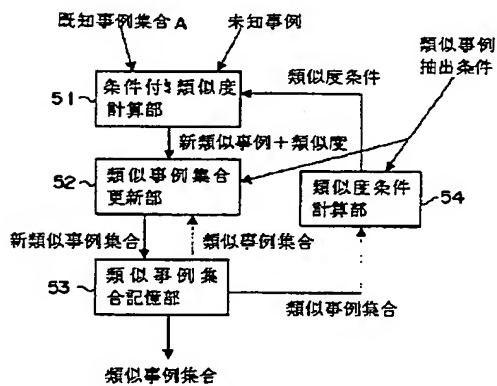 既知事例集合A
未知事例
類似事例
抽出条件
51
条件付き類似度
計算部
類似度条件
新類似事例+類似度
52
類似事例集合
更新部
類似度条件
計算部
54
新類似事例集合
類似事例集合
53
類似事例集
合記憶部
類似事例集合
類似事例集合